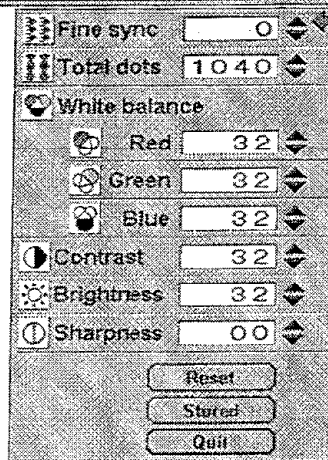 Fine sync 0
Total dots 1040
White balance
Red 32
Green 32
Blue 32
Contrast 32
Brightness 32
Sharpness 00
Reset
Stored
Quit